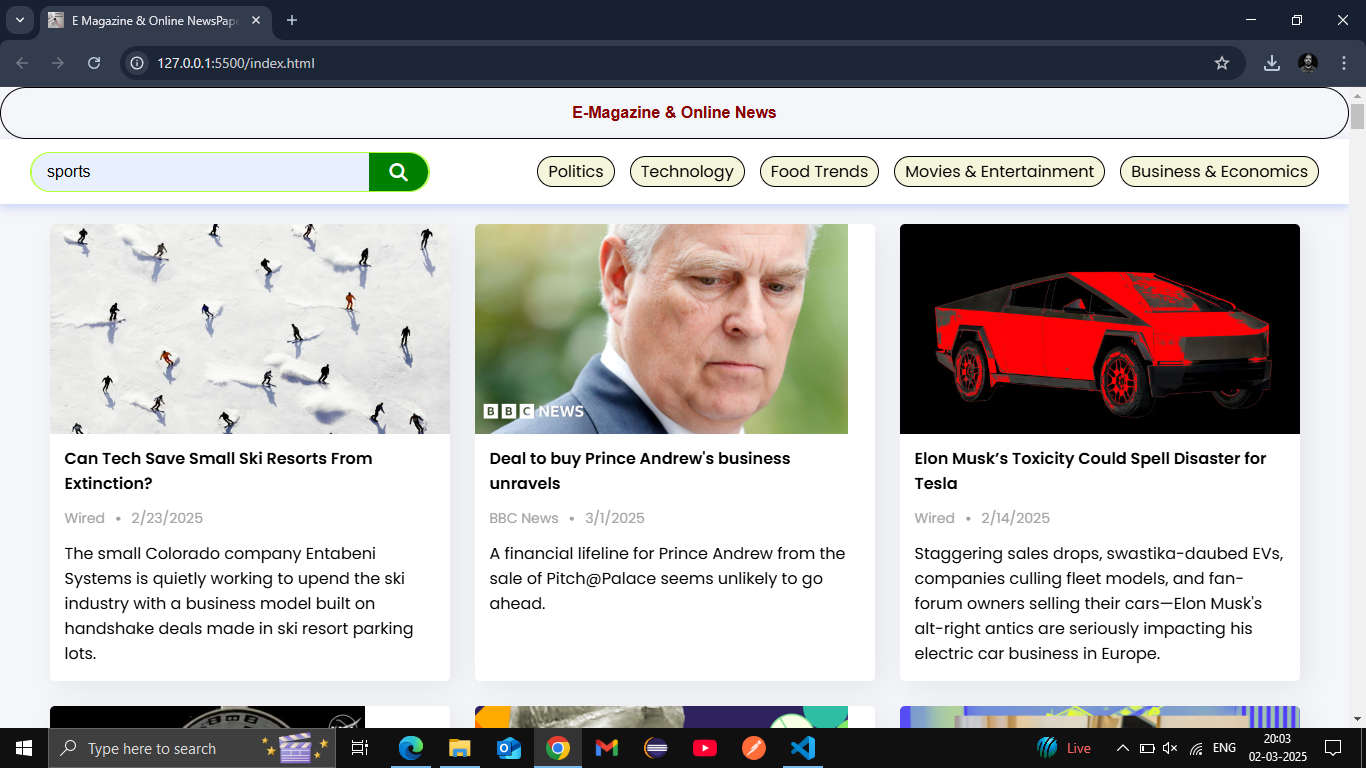 E Magazine & Online NewsPape
127.0.0.1:5500/index.html
E-Magazine & Online News
sports
Politics
Technology
Food Trends
Movies & Entertainment
Business & Economics
BBC NEWS
Can Tech Save Small Ski Resorts From
Extinction?
Wired • 2/23/2025
The small Colorado company Entabeni
Systems is quietly working to upend the ski
industry with a business model built on
handshake deals made in ski resort parking
lots.
Deal to buy Prince Andrew's business
unravels
BBC News • 3/1/2025
A financial lifeline for Prince Andrew from the
sale of Pitch@Palace seems unlikely to go
ahead.
Elon Musk’s Toxicity Could Spell Disaster for
Tesla
Wired • 2/14/2025
Staggering sales drops, swastika-daubed EVs,
companies culling fleet models, and fan-
forum owners selling their cars—Elon Musk's
alt-right antics are seriously impacting his
electric car business in Europe.
Type here to search
Live
ENG
20:03
02-03-2025